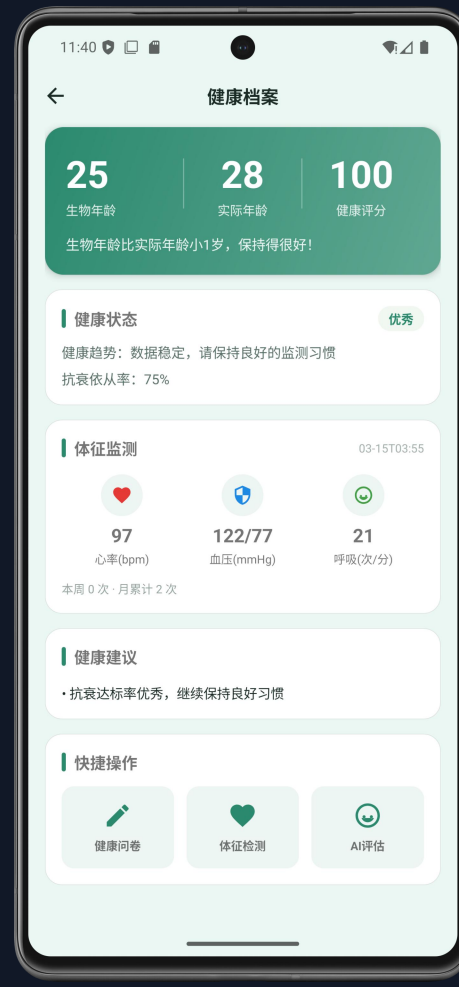 11:40
健康档案
25 28 100
生物年龄 实际年龄 健康评分
生物年龄比实际年龄小1岁，保持得很好!
健康状态 优秀
健康趋势：数据稳定，请保持良好的监测习惯
抗衰依从率：75%
体征监测 03-15T03:55
97 122/77 21
心率(bpm) 血压(mmHg) 呼吸(次/分)
本周 0 次 · 月累计 2 次
健康建议
• 抗衰达标率优秀，继续保持良好习惯
快捷操作
健康问卷 体征检测 AI评估